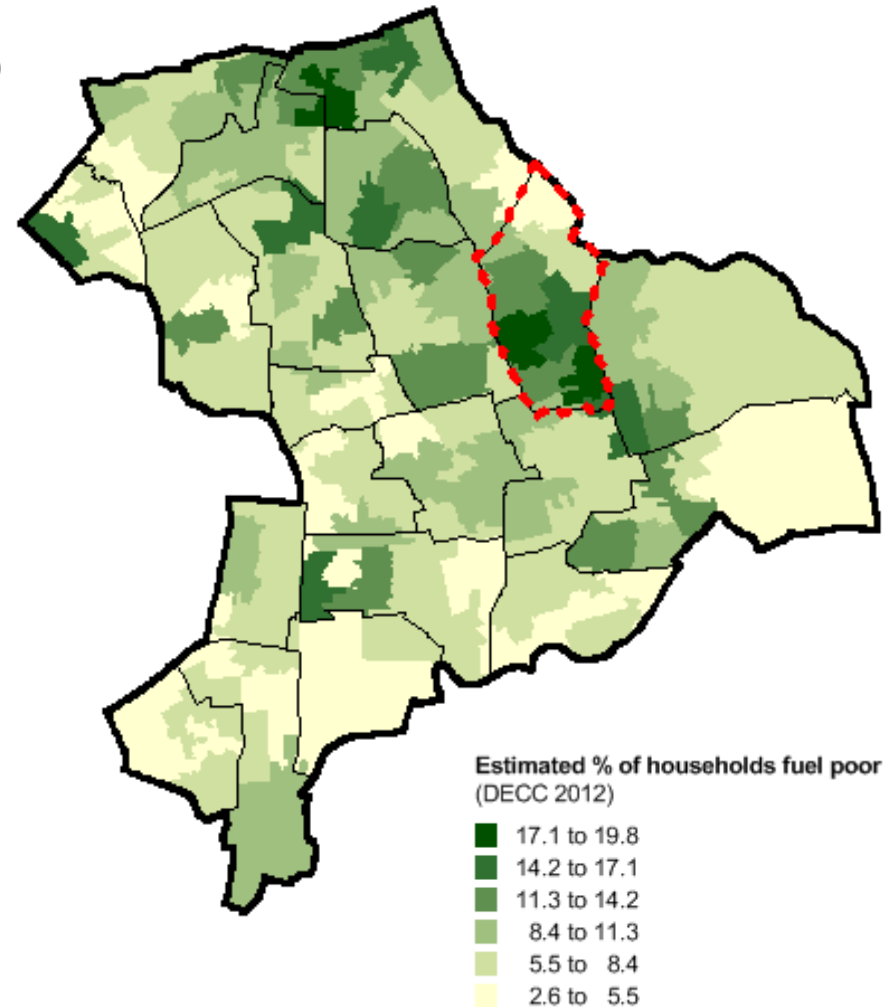 Estimated % of households fuel poor
(DECC 2012)
17.1 to 19.8
14.2 to 17.1
11.3 to 14.2
8.4 to 11.3
5.5 to 8.4
2.6 to 5.5